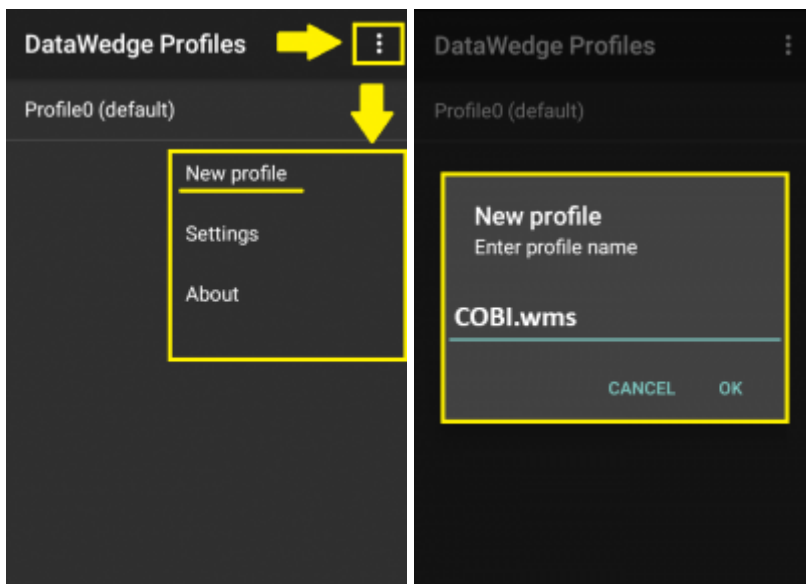 DataWedge Profiles
Profile0 (default)
New profile
Settings
About
DataWedge Profiles
Profile0 (default)
New profile
Enter profile name
COBI.wms
CANCEL OK